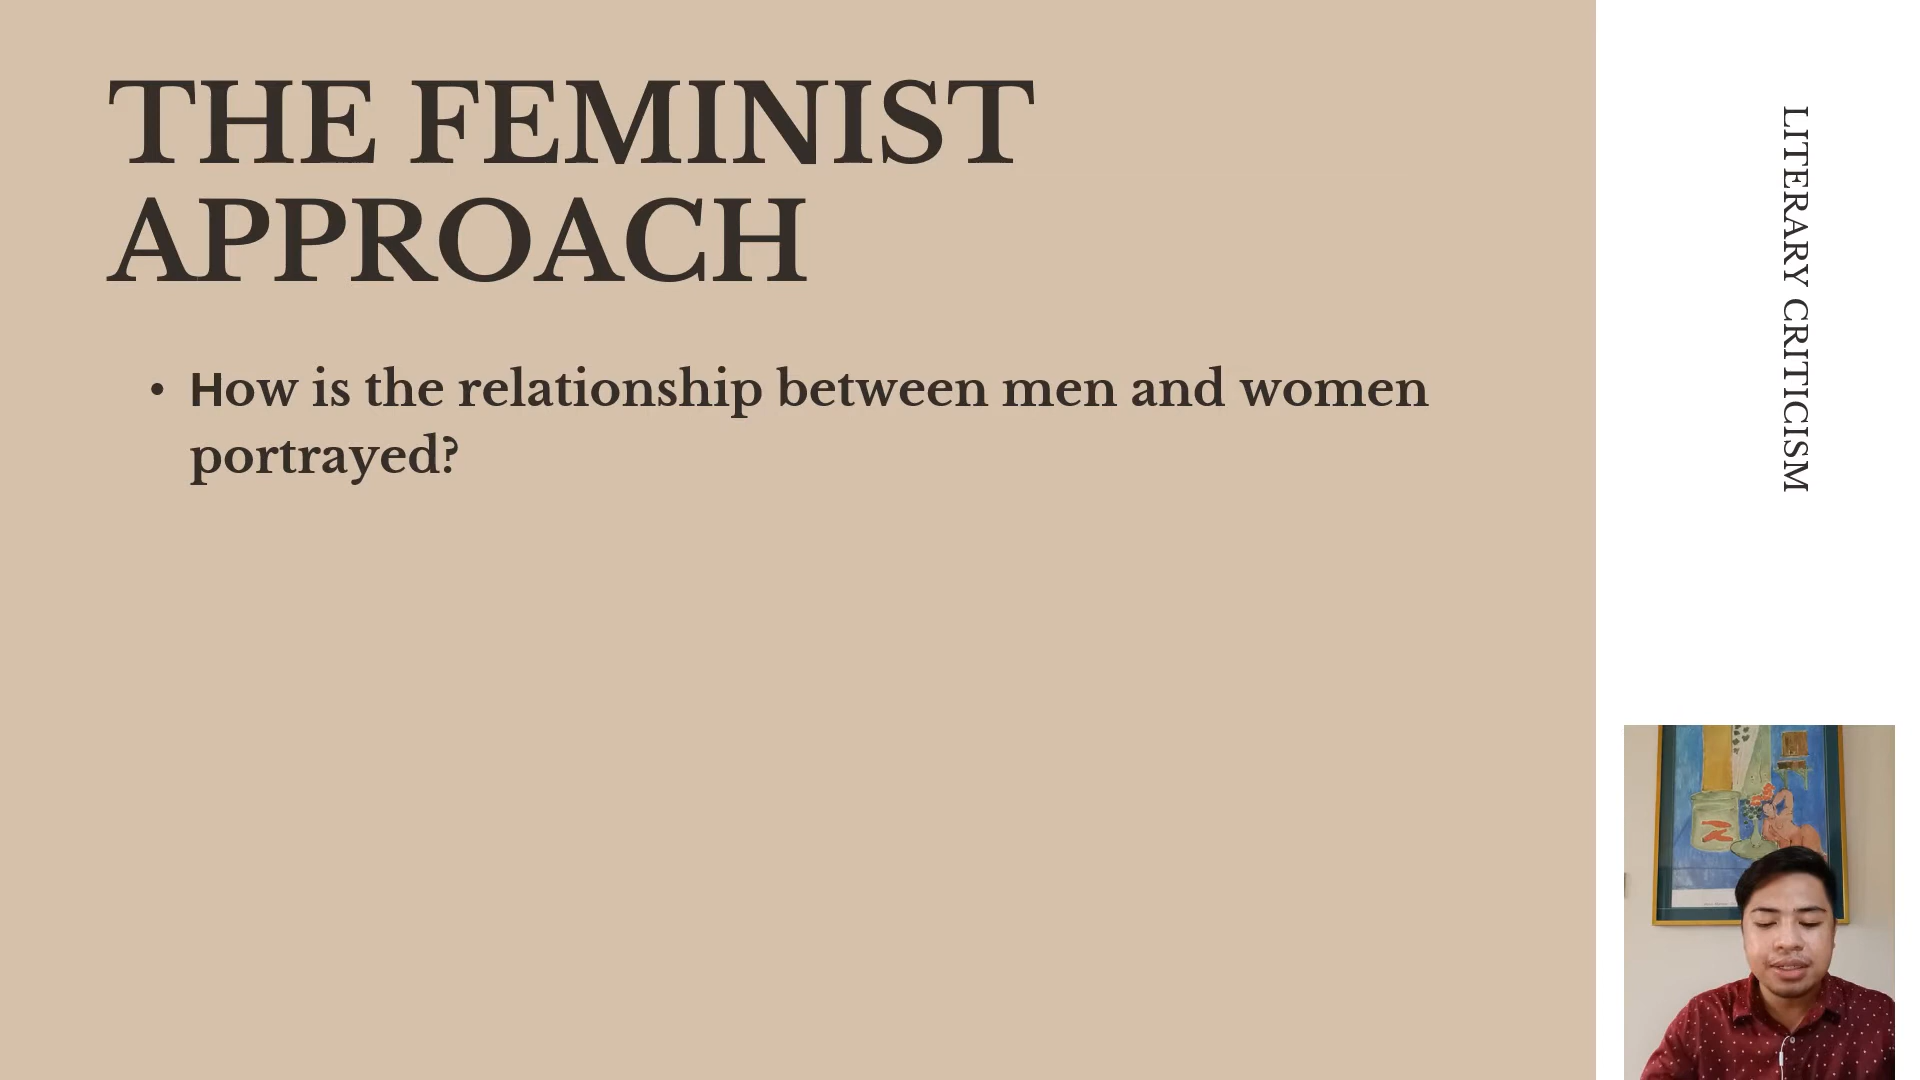 THE FEMINIST
APPROACH
• How is the relationship between men and women
portrayed?
LITERARY CRITICISM